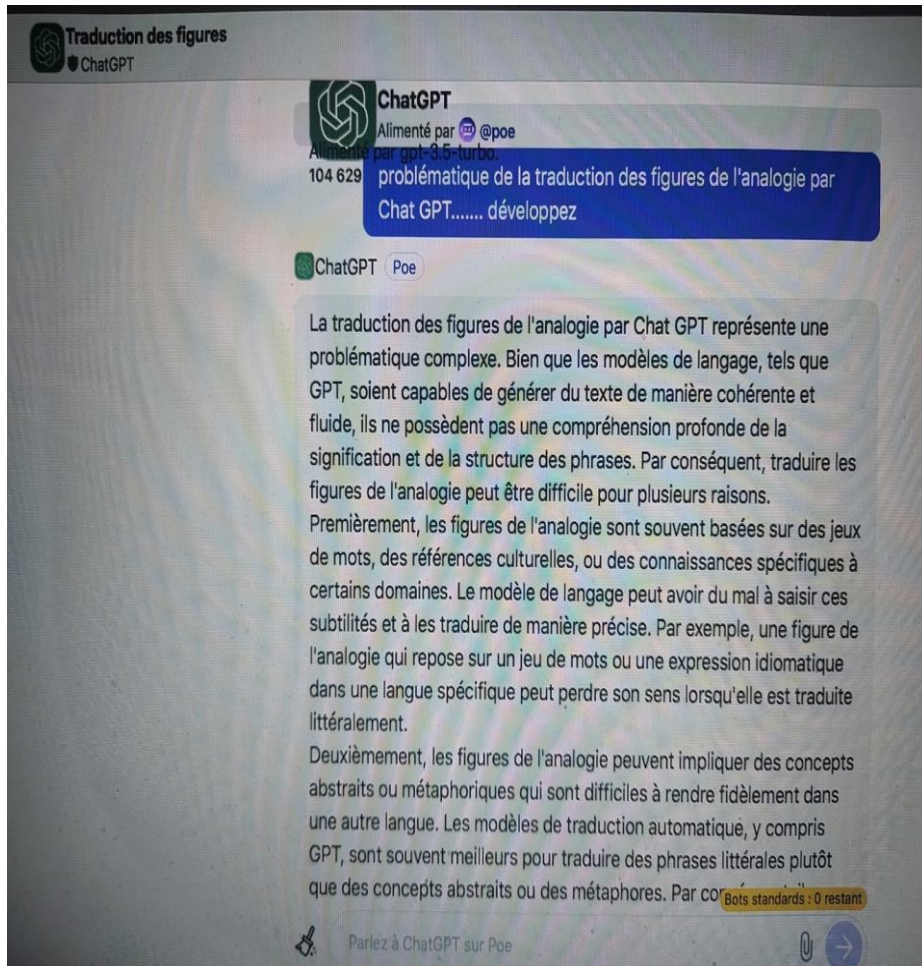 Traduction des figures
ChatGPT
ChatGPT
Alimenté par @poe
Alimenté par gpt-3.5-turbo.
104 629
problématique de la traduction des figures de l'analogie par
Chat GPT....... développez
ChatGPT Poe
La traduction des figures de l'analogie par Chat GPT représente une
problématique complexe. Bien que les modèles de langage, tels que
GPT, soient capables de générer du texte de manière cohérente et
fluide, ils ne possèdent pas une compréhension profonde de la
signification et de la structure des phrases. Par conséquent, traduire les
figures de l'analogie peut être difficile pour plusieurs raisons.
Premièrement, les figures de l'analogie sont souvent basées sur des jeux
de mots, des références culturelles, ou des connaissances spécifiques à
certains domaines. Le modèle de langage peut avoir du mal à saisir ces
subtilités et à les traduire de manière précise. Par exemple, une figure de
l'analogie qui repose sur un jeu de mots ou une expression idiomatique
dans une langue spécifique peut perdre son sens lorsqu'elle est traduite
littéralement.
Deuxièmement, les figures de l'analogie peuvent impliquer des concepts
abstraits ou métaphoriques qui sont difficiles à rendre fidèlement dans
une autre langue. Les modèles de traduction automatique, y compris
GPT, sont souvent meilleurs pour traduire des phrases littérales plutôt
que des concepts abstraits ou des métaphores. Par
Bots standards : 0 restant
Parlez à ChatGPT sur Poe